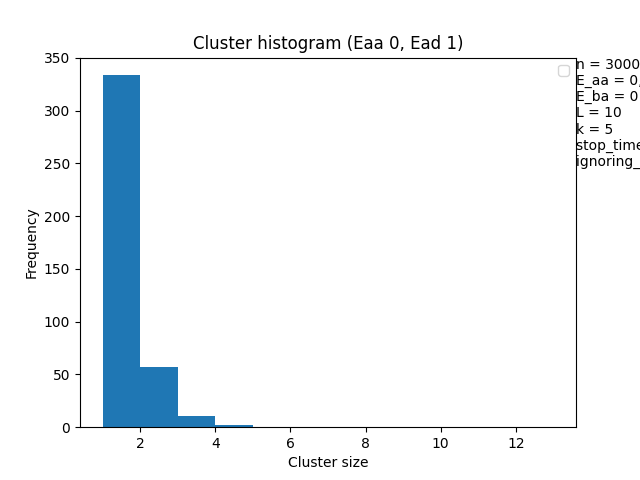 Cluster histogram (Eaa 0, Ead 1)
n = 3000
E_aa = 0,
E_ba = 0
L = 10
k = 5
stop_time
ignoring_
350
300
250
200
150
100
50
0
Frequency
2 4 6 8 10 12
Cluster size